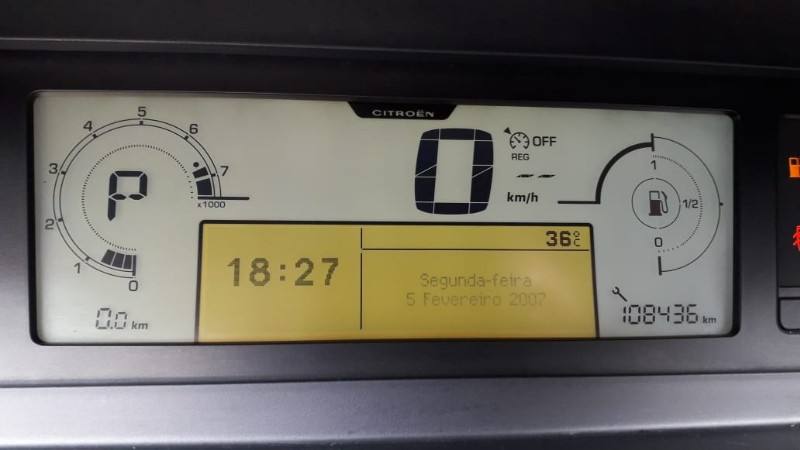 CITROËN
5
4
6
3
7
2
x1000
1
0
P
0
OFF
REG
--
km/h
1
1/2
0
36°C
18:27
Segunda-feira
5 Fevereiro 2007
0.0 km
108436 km